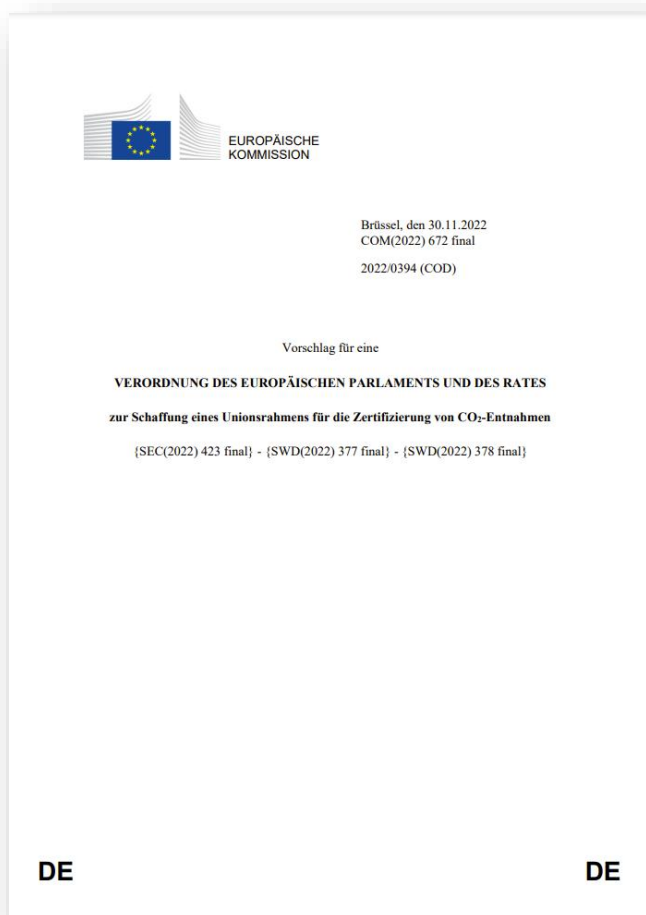 EUROPÄISCHE
KOMMISSION
Brüssel, den 30.11.2022
COM(2022) 672 final
2022/0394 (COD)
Vorschlag für eine
VERORDNUNG DES EUROPÄISCHEN PARLAMENTS UND DES RATES
zur Schaffung eines Unionsrahmens für die Zertifizierung von CO₂-Entnahmen
{SEC(2022) 423 final} - {SWD(2022) 377 final} - {SWD(2022) 378 final}
DE DE